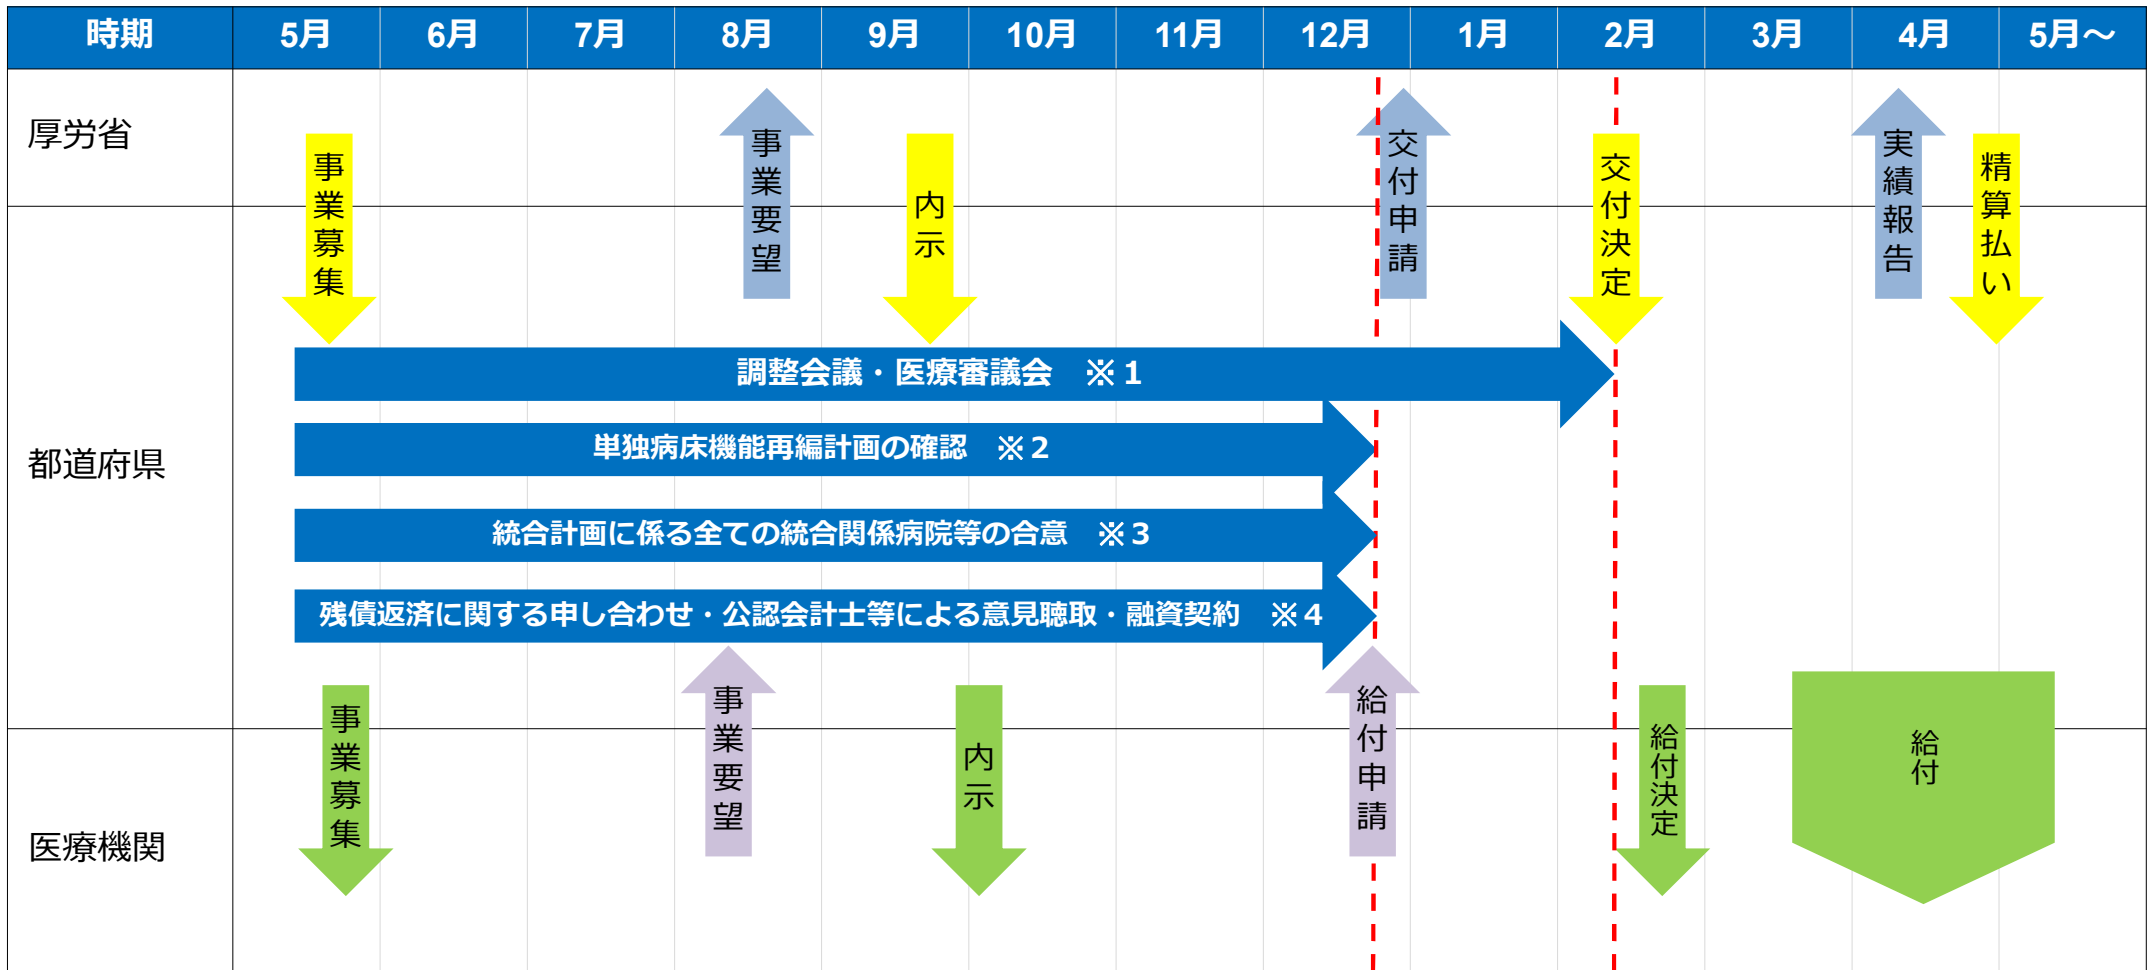 時期 5月 6月 7月 8月 9月 10月 11月 12月 1月 2月 3月 4月 5月～
厚労省
事業募集
事業要望
内示
交付申請
交付決定
実績報告
精算払い
都道府県
調整会議・医療審議会　※１
単独病床機能再編計画の確認　※２
統合計画に係る全ての統合関係病院等の合意　※３
残債返済に関する申し合わせ・公認会計士等による意見聴取・融資契約　※４
医療機関
事業募集
事業要望
内示
給付申請
給付決定
給付